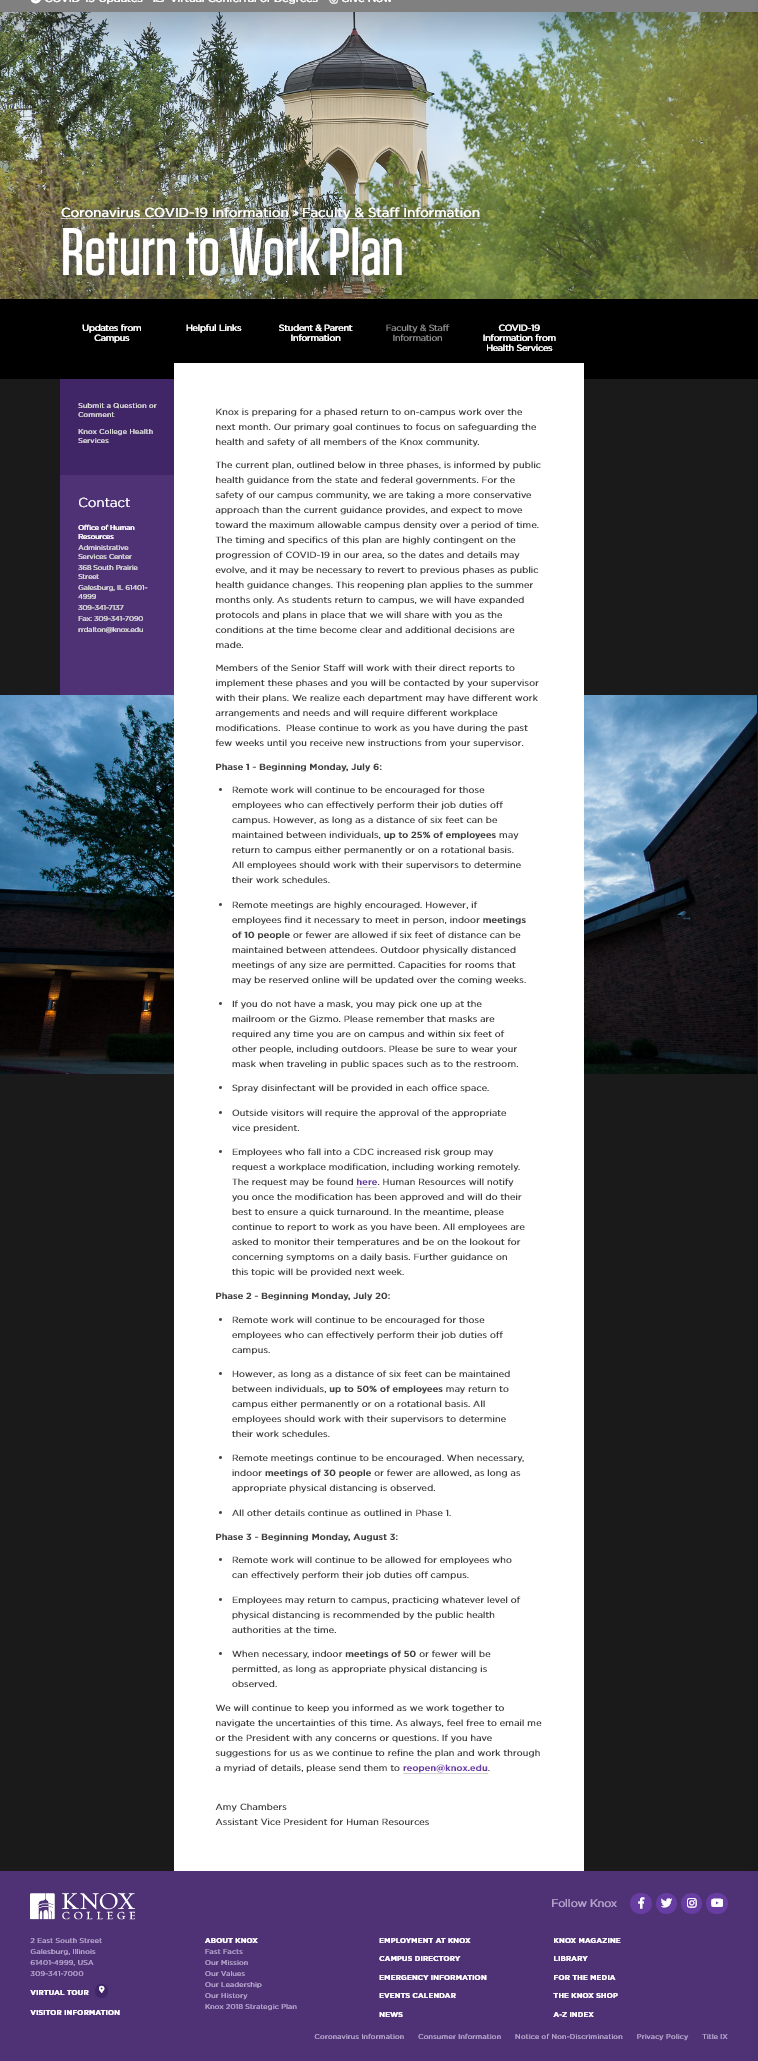 COVID-19 Updates Virtual Conferral of Degrees Give Now
Coronavirus COVID-19 Information > Faculty & Staff Information
Return to Work Plan
Updates from
Campus
Helpful Links
Student & Parent
Information
Faculty & Staff
Information
COVID-19
Information from
Health Services
Submit a Question or
Comment
Knox College Health
Services
Contact
Office of Human
Resources
Administrative
Services Center
368 South Prairie
Street
Galesburg, IL 61401-
4999
309-341-7137
Fax: 309-341-7090
rrdalton@knox.edu
Knox is preparing for a phased return to on-campus work over the
next month. Our primary goal continues to focus on safeguarding the
health and safety of all members of the Knox community.
The current plan, outlined below in three phases, is informed by public
health guidance from the state and federal governments. For the
safety of our campus community, we are taking a more conservative
approach than the current guidance provides, and expect to move
toward the maximum allowable campus density over a period of time.
The timing and specifics of this plan are highly contingent on the
progression of COVID-19 in our area, so the dates and details may
evolve, and it may be necessary to revert to previous phases as public
health guidance changes. This reopening plan applies to the summer
months only. As students return to campus, we will have expanded
protocols and plans in place that we will share with you as the
conditions at the time become clear and additional decisions are
made.
Members of the Senior Staff will work with their direct reports to
implement these phases and you will be contacted by your supervisor
with their plans. We realize each department may have different work
arrangements and needs and will require different workplace
modifications. Please continue to work as you have during the past
few weeks until you receive new instructions from your supervisor.
Phase 1 - Beginning Monday, July 6:
• Remote work will continue to be encouraged for those
employees who can effectively perform their job duties off
campus. However, as long as a distance of six feet can be
maintained between individuals, up to 25% of employees may
return to campus either permanently or on a rotational basis.
All employees should work with their supervisors to determine
their work schedules.
• Remote meetings are highly encouraged. However, if
employees find it necessary to meet in person, indoor meetings
of 10 people or fewer are allowed if six feet of distance can be
maintained between attendees. Outdoor physically distanced
meetings of any size are permitted. Capacities for rooms that
may be reserved online will be updated over the coming weeks.
• If you do not have a mask, you may pick one up at the
mailroom or the Gizmo. Please remember that masks are
required any time you are on campus and within six feet of
other people, including outdoors. Please be sure to wear your
mask when traveling in public spaces such as to the restroom.
• Spray disinfectant will be provided in each office space.
• Outside visitors will require the approval of the appropriate
vice president.
• Employees who fall into a CDC increased risk group may
request a workplace modification, including working remotely.
The request may be found here. Human Resources will notify
you once the modification has been approved and will do their
best to ensure a quick turnaround. In the meantime, please
continue to report to work as you have been. All employees are
asked to monitor their temperatures and be on the lookout for
concerning symptoms on a daily basis. Further guidance on
this topic will be provided next week.
Phase 2 - Beginning Monday, July 20:
• Remote work will continue to be encouraged for those
employees who can effectively perform their job duties off
campus.
• However, as long as a distance of six feet can be maintained
between individuals, up to 50% of employees may return to
campus either permanently or on a rotational basis. All
employees should work with their supervisors to determine
their work schedules.
• Remote meetings continue to be encouraged. When necessary,
indoor meetings of 30 people or fewer are allowed, as long as
appropriate physical distancing is observed.
• All other details continue as outlined in Phase 1.
Phase 3 - Beginning Monday, August 3:
• Remote work will continue to be allowed for employees who
can effectively perform their job duties off campus.
• Employees may return to campus, practicing whatever level of
physical distancing is recommended by the public health
authorities at the time.
• When necessary, indoor meetings of 50 or fewer will be
permitted, as long as appropriate physical distancing is
observed.
We will continue to keep you informed as we work together to
navigate the uncertainties of this time. As always, feel free to email me
or the President with any concerns or questions. If you have
suggestions for us as we continue to refine the plan and work through
a myriad of details, please send them to reopen@knox.edu.
Amy Chambers
Assistant Vice President for Human Resources
KNOX
COLLEGE
Follow Knox
2 East South Street
Galesburg, Illinois
61401-4999, USA
309-341-7000
VIRTUAL TOUR
VISITOR INFORMATION
ABOUT KNOX
Fast Facts
Our Mission
Our Values
Our Leadership
Our History
Knox 2018 Strategic Plan
EMPLOYMENT AT KNOX
CAMPUS DIRECTORY
EMERGENCY INFORMATION
EVENTS CALENDAR
NEWS
KNOX MAGAZINE
LIBRARY
FOR THE MEDIA
THE KNOX SHOP
A-Z INDEX
Coronavirus Information Consumer Information Notice of Non-Discrimination Privacy Policy Title IX